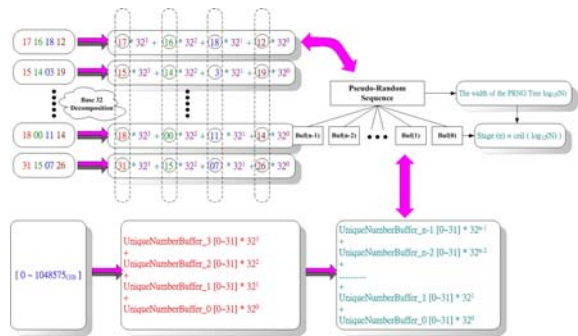 17 16 18 12
17 * 32³ + 16 * 32² + 18 * 32¹ + 12 * 32⁰
15 14 03 19
15 * 32³ + 14 * 32² + 3 * 32¹ + 19 * 32⁰
Base 32
Decomposition
18 00 11 14
18 * 32³ + 00 * 32² + 11 * 32¹ + 14 * 32⁰
31 15 07 26
31 * 32³ + 15 * 32² + 07 * 32¹ + 26 * 32⁰
Pseudo-Random
Sequence
The width of the PRNG Tree log₃₂(N)
Buf(n-1)
Buf(n-2)
Buf(1)
Buf(0)
Stage (n) = ceil ( log₃₂(N) )
[ 0 ~ 1048575₍₁₀₎ ]
UniqueNumberBuffer_3 [0~31] * 32³
+
UniqueNumberBuffer_2 [0~31] * 32²
+
UniqueNumberBuffer_1 [0~31] * 32¹
+
UniqueNumberBuffer_0 [0~31] * 32⁰
UniqueNumberBuffer_n-1 [0~31] * 32ⁿ⁻¹
+
UniqueNumberBuffer_n-2 [0~31] * 32ⁿ⁻²
+
............
+
UniqueNumberBuffer_1 [0~31] * 32¹
+
UniqueNumberBuffer_0 [0~31] * 32⁰